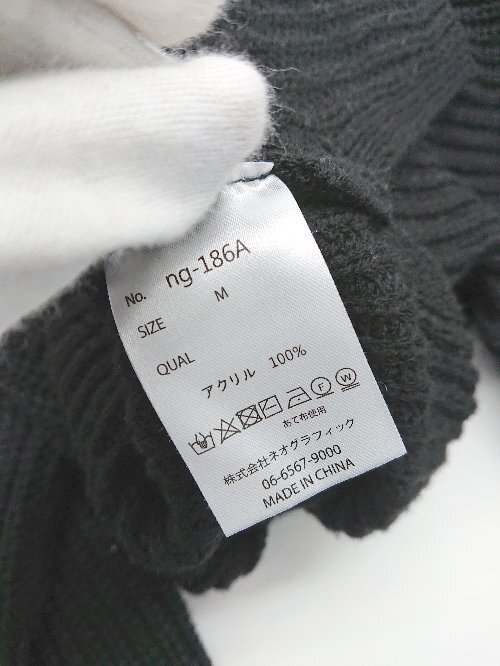 No. ng-186A
SIZE M
QUAL
アクリル 100%
F W
あて布使用
株式会社ネオグラフィック
06-6567-9000
MADE IN CHINA